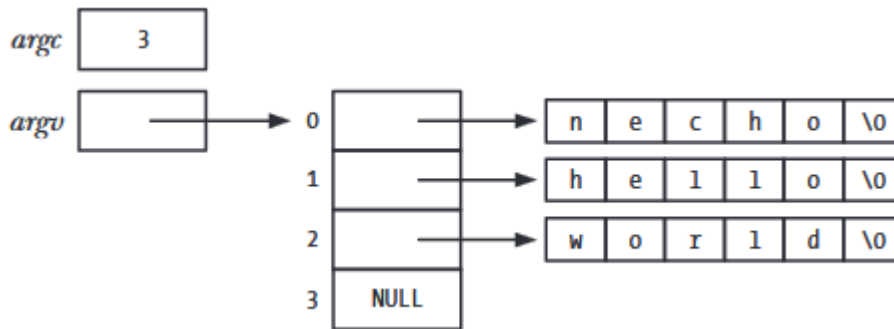 argc 3
argv 0 n e c h o \0
1 h e l l o \0
2 w o r l d \0
3 NULL